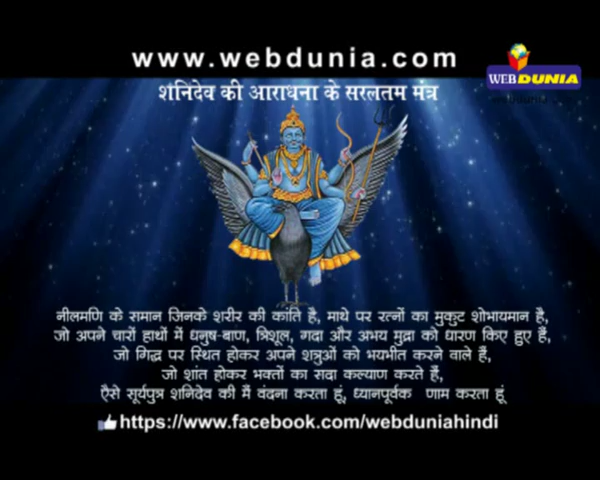 www.webdunia.com
WEBDUNIA
शनिदेव की आराधना के सरलतम मंत्र
नीलमणि के समान जिनके शरीर की कांति है, माथे पर रत्नों का मुकुट शोभायमान है,
जो अपने चारों हाथों में धनुष-बाण, त्रिशूल, गदा और अभय मुद्रा को धारण किए हुए हैं,
जो गिद्ध पर स्थित होकर अपने शत्रुओं को भयभीत करने वाले हैं,
जो शांत होकर भक्तों का सदा कल्याण करते हैं,
ऐसे सूर्यपुत्र शनिदेव की मैं वंदना करता हूं, ध्यानपूर्वक णाम करता हूं
https://www.facebook.com/webduniahindi